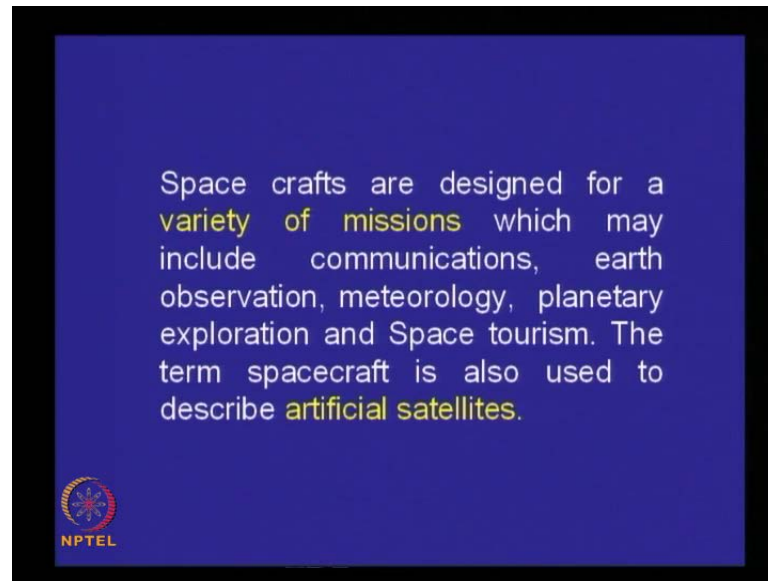 Space crafts are designed for a
variety of missions which may
include communications, earth
observation, meteorology, planetary
exploration and Space tourism. The
term spacecraft is also used to
describe artificial satellites.
NPTEL